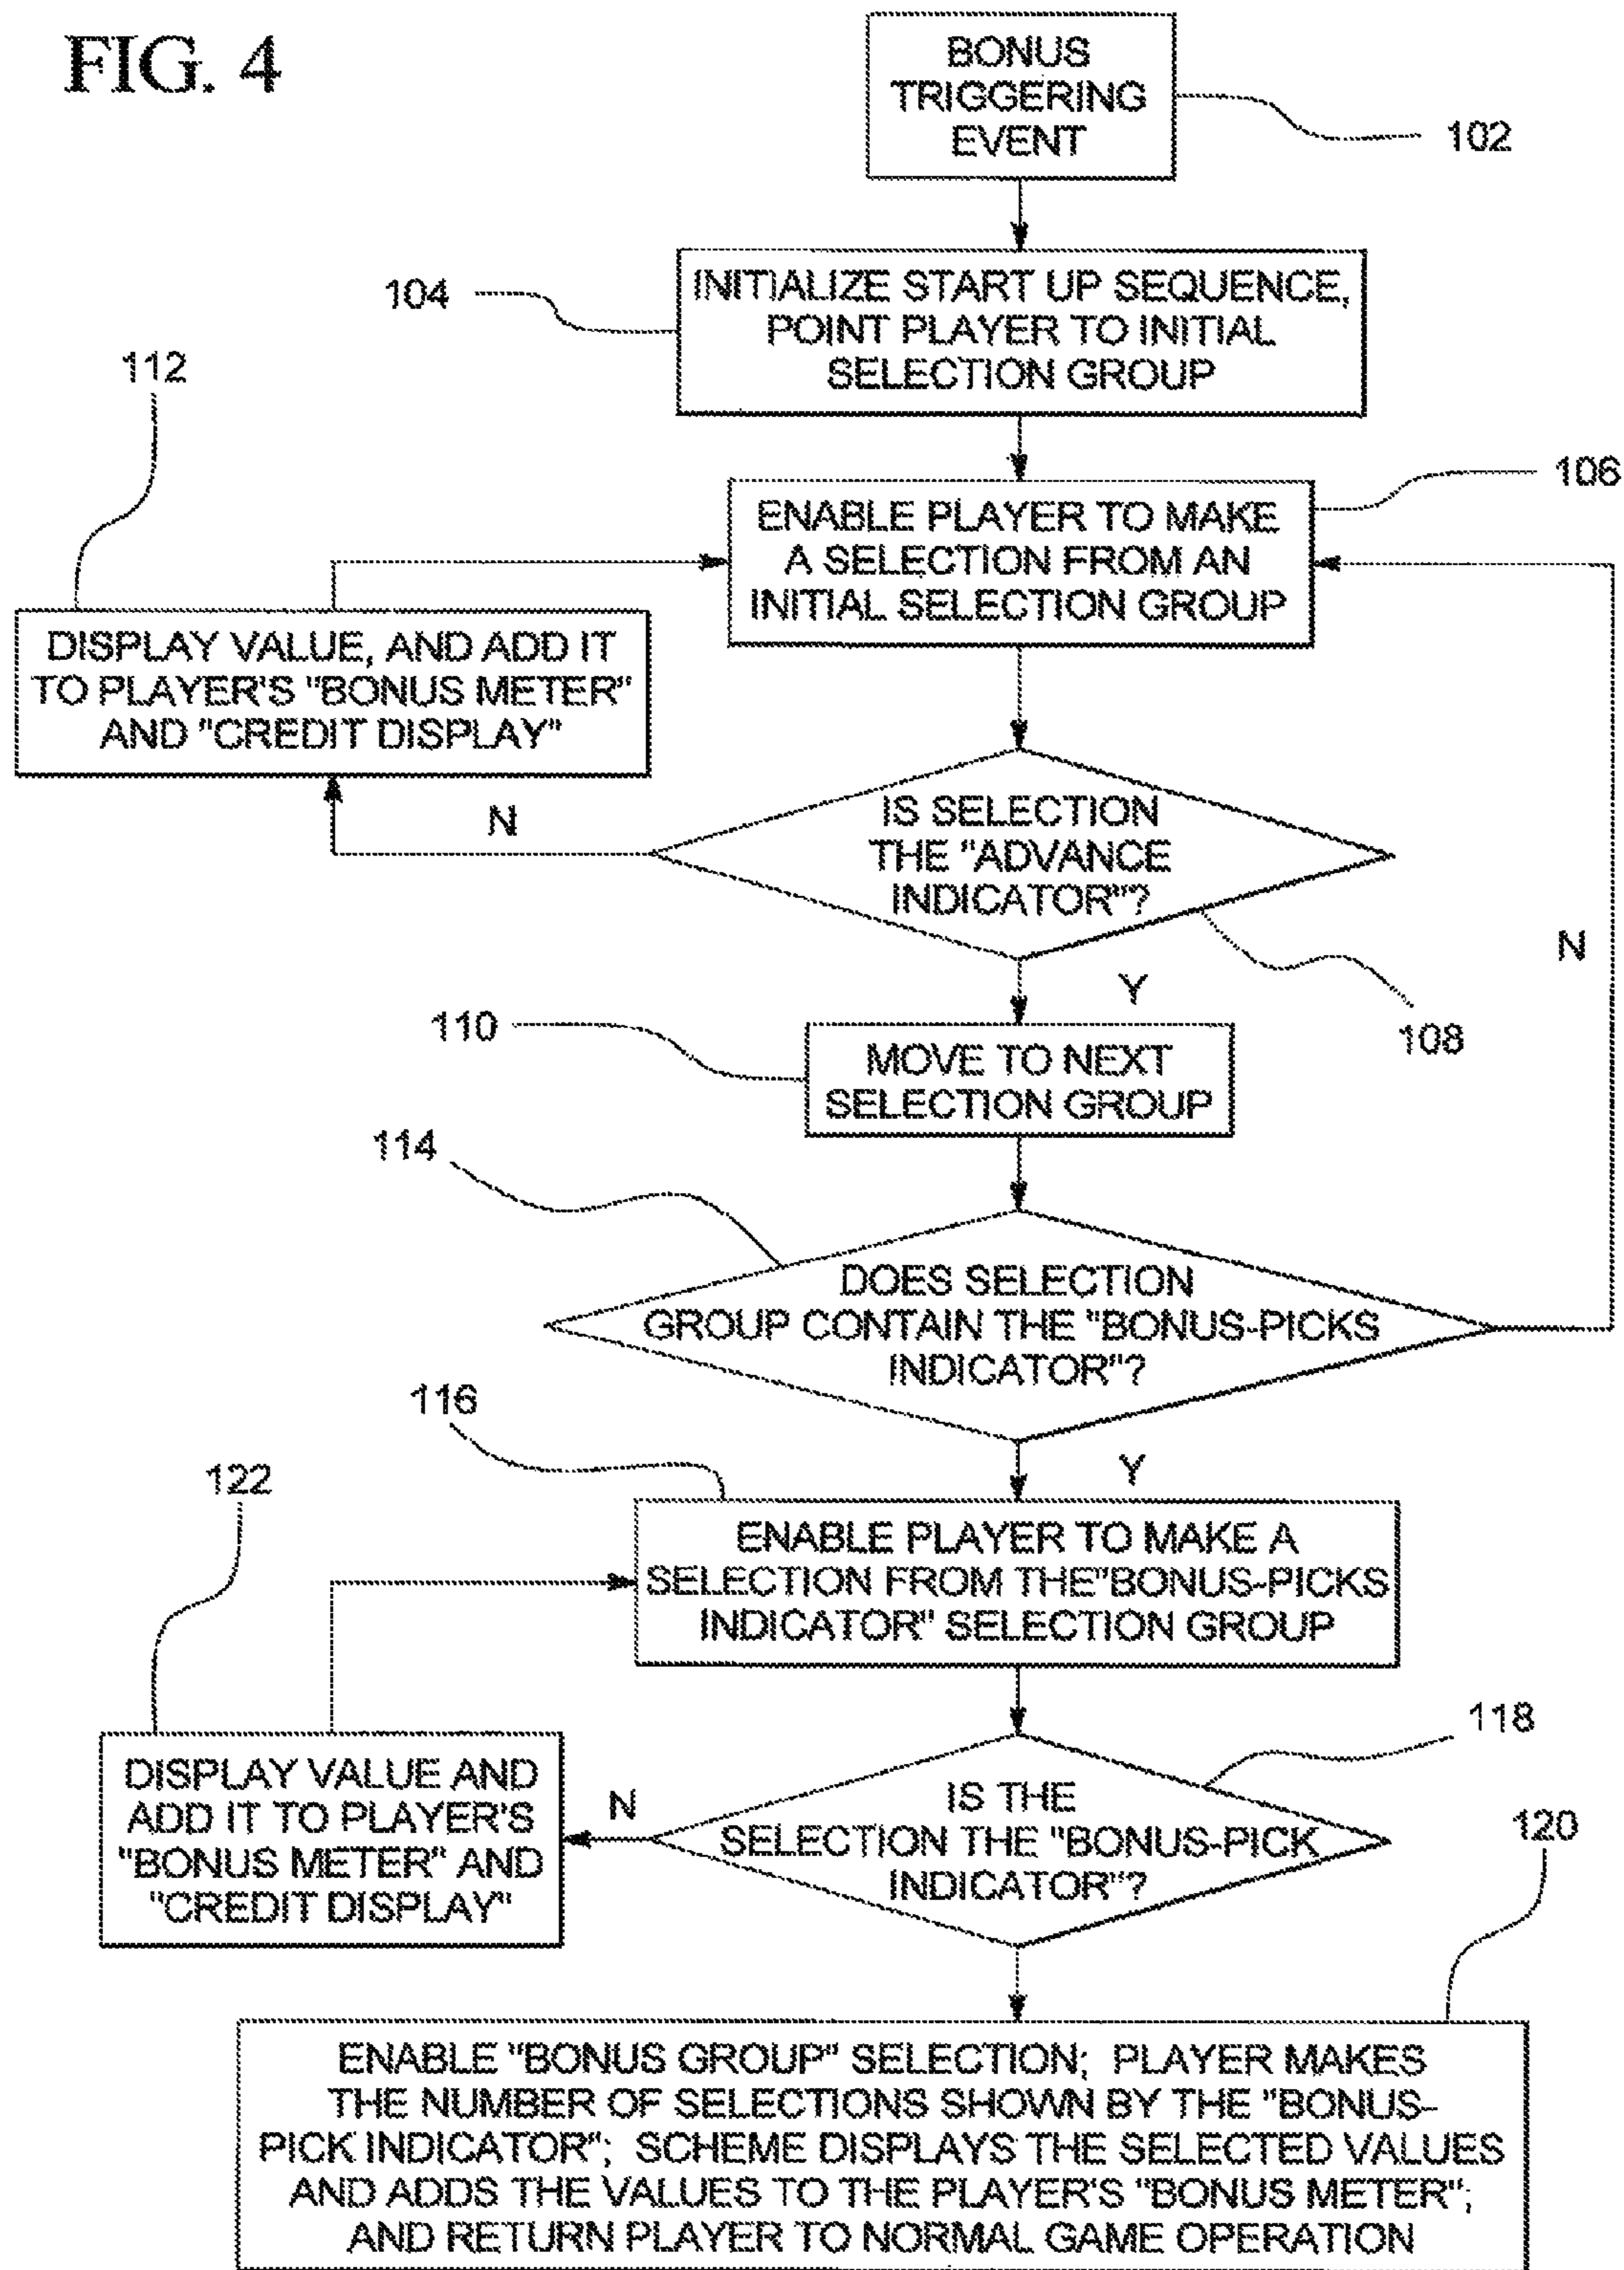 FIG. 4
BONUS
TRIGGERING
EVENT
102
104
INITIALIZE START UP SEQUENCE,
POINT PLAYER TO INITIAL
SELECTION GROUP
112
106
ENABLE PLAYER TO MAKE
A SELECTION FROM AN
INITIAL SELECTION GROUP
DISPLAY VALUE, AND ADD IT
TO PLAYER'S "BONUS METER"
AND "CREDIT DISPLAY"
N
IS SELECTION
THE "ADVANCE
INDICATOR"?
N
Y
108
110
MOVE TO NEXT
SELECTION GROUP
114
DOES SELECTION
GROUP CONTAIN THE "BONUS-PICKS
INDICATOR"?
116
Y
122
ENABLE PLAYER TO MAKE A
SELECTION FROM THE"BONUS-PICKS
INDICATOR" SELECTION GROUP
118
DISPLAY VALUE AND
ADD IT TO PLAYER'S
"BONUS METER" AND
"CREDIT DISPLAY"
N
IS THE
SELECTION THE "BONUS-PICK
INDICATOR"?
120
ENABLE "BONUS GROUP" SELECTION; PLAYER MAKES
THE NUMBER OF SELECTIONS SHOWN BY THE "BONUS-
PICK INDICATOR"; SCHEME DISPLAYS THE SELECTED VALUES
AND ADDS THE VALUES TO THE PLAYER'S "BONUS METER";
AND RETURN PLAYER TO NORMAL GAME OPERATION